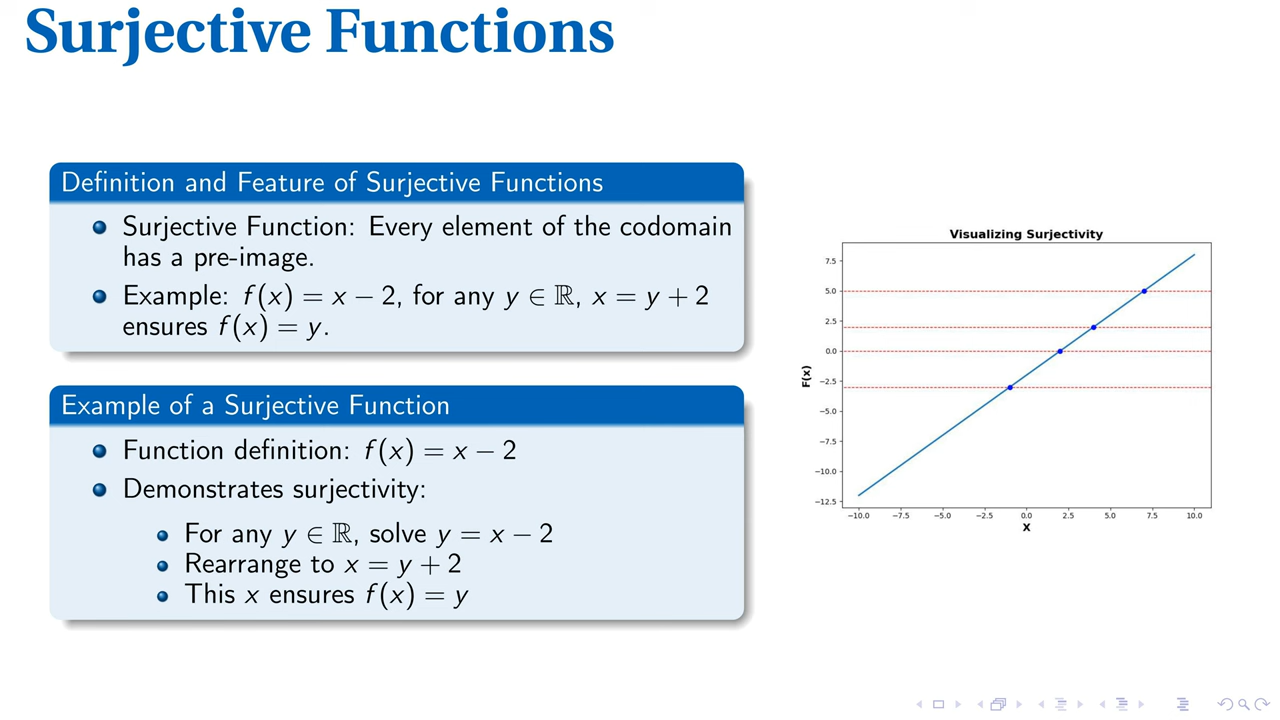 Surjective Functions
Definition and Feature of Surjective Functions
Surjective Function: Every element of the codomain
has a pre-image.
Example: f(x) = x − 2, for any y ∈ ℝ, x = y + 2
ensures f(x) = y.
Example of a Surjective Function
Function definition: f(x) = x − 2
Demonstrates surjectivity:
For any y ∈ ℝ, solve y = x − 2
Rearrange to x = y + 2
This x ensures f(x) = y
Visualizing Surjectivity
7.5
5.0
2.5
0.0
−2.5
−5.0
−7.5
−10.0
−12.5
F(x)
−10.0 −7.5 −5.0 −2.5 0.0 2.5 5.0 7.5 10.0
X